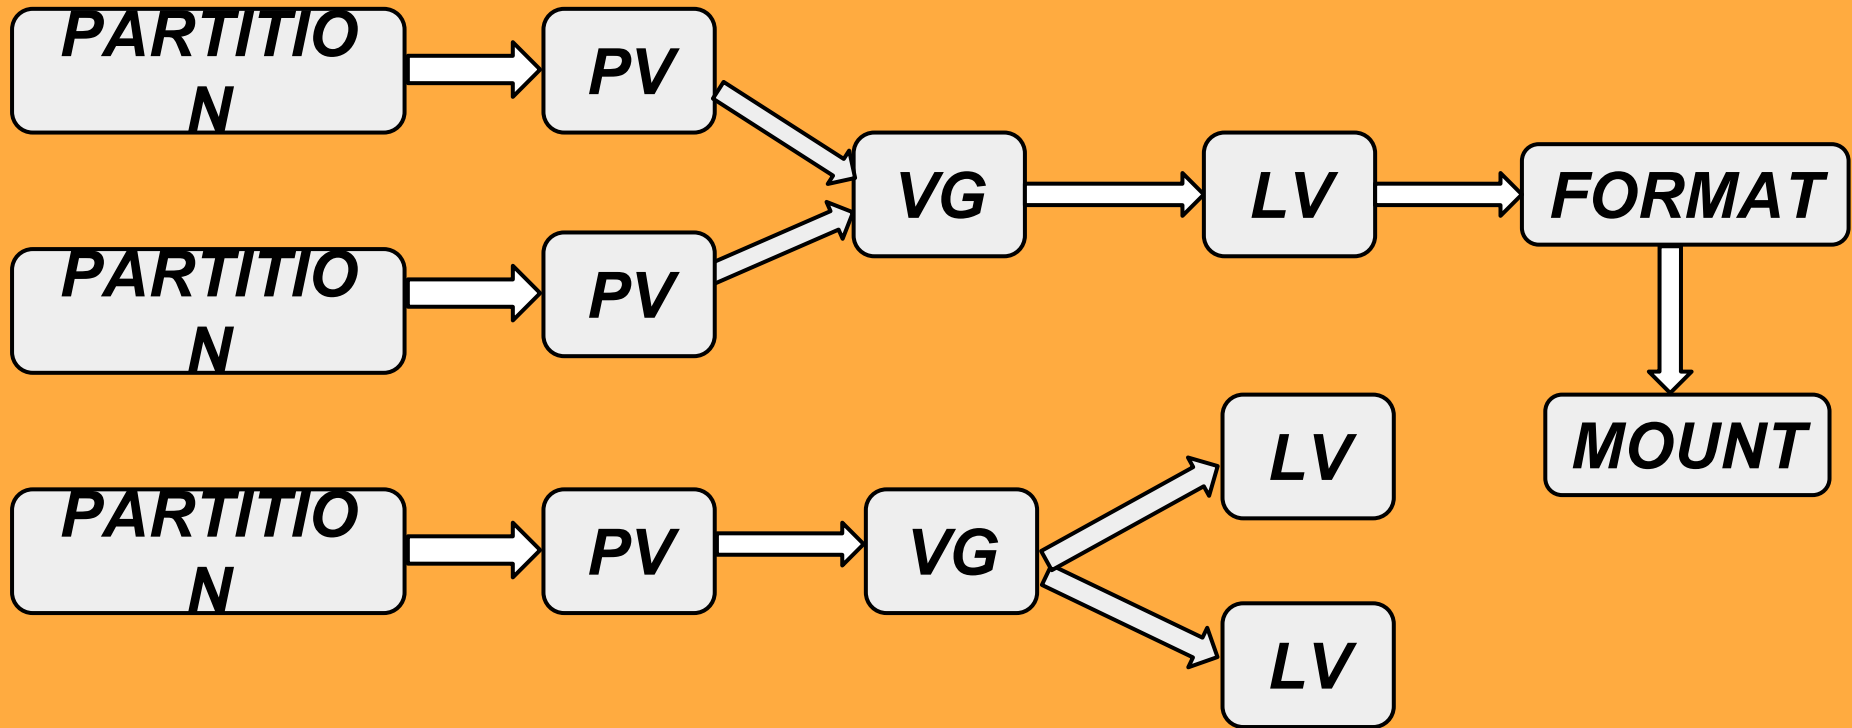 PARTITIO
N
PV
VG
LV
FORMAT
PARTITIO
N
PV
MOUNT
PARTITIO
N
PV
VG
LV
LV